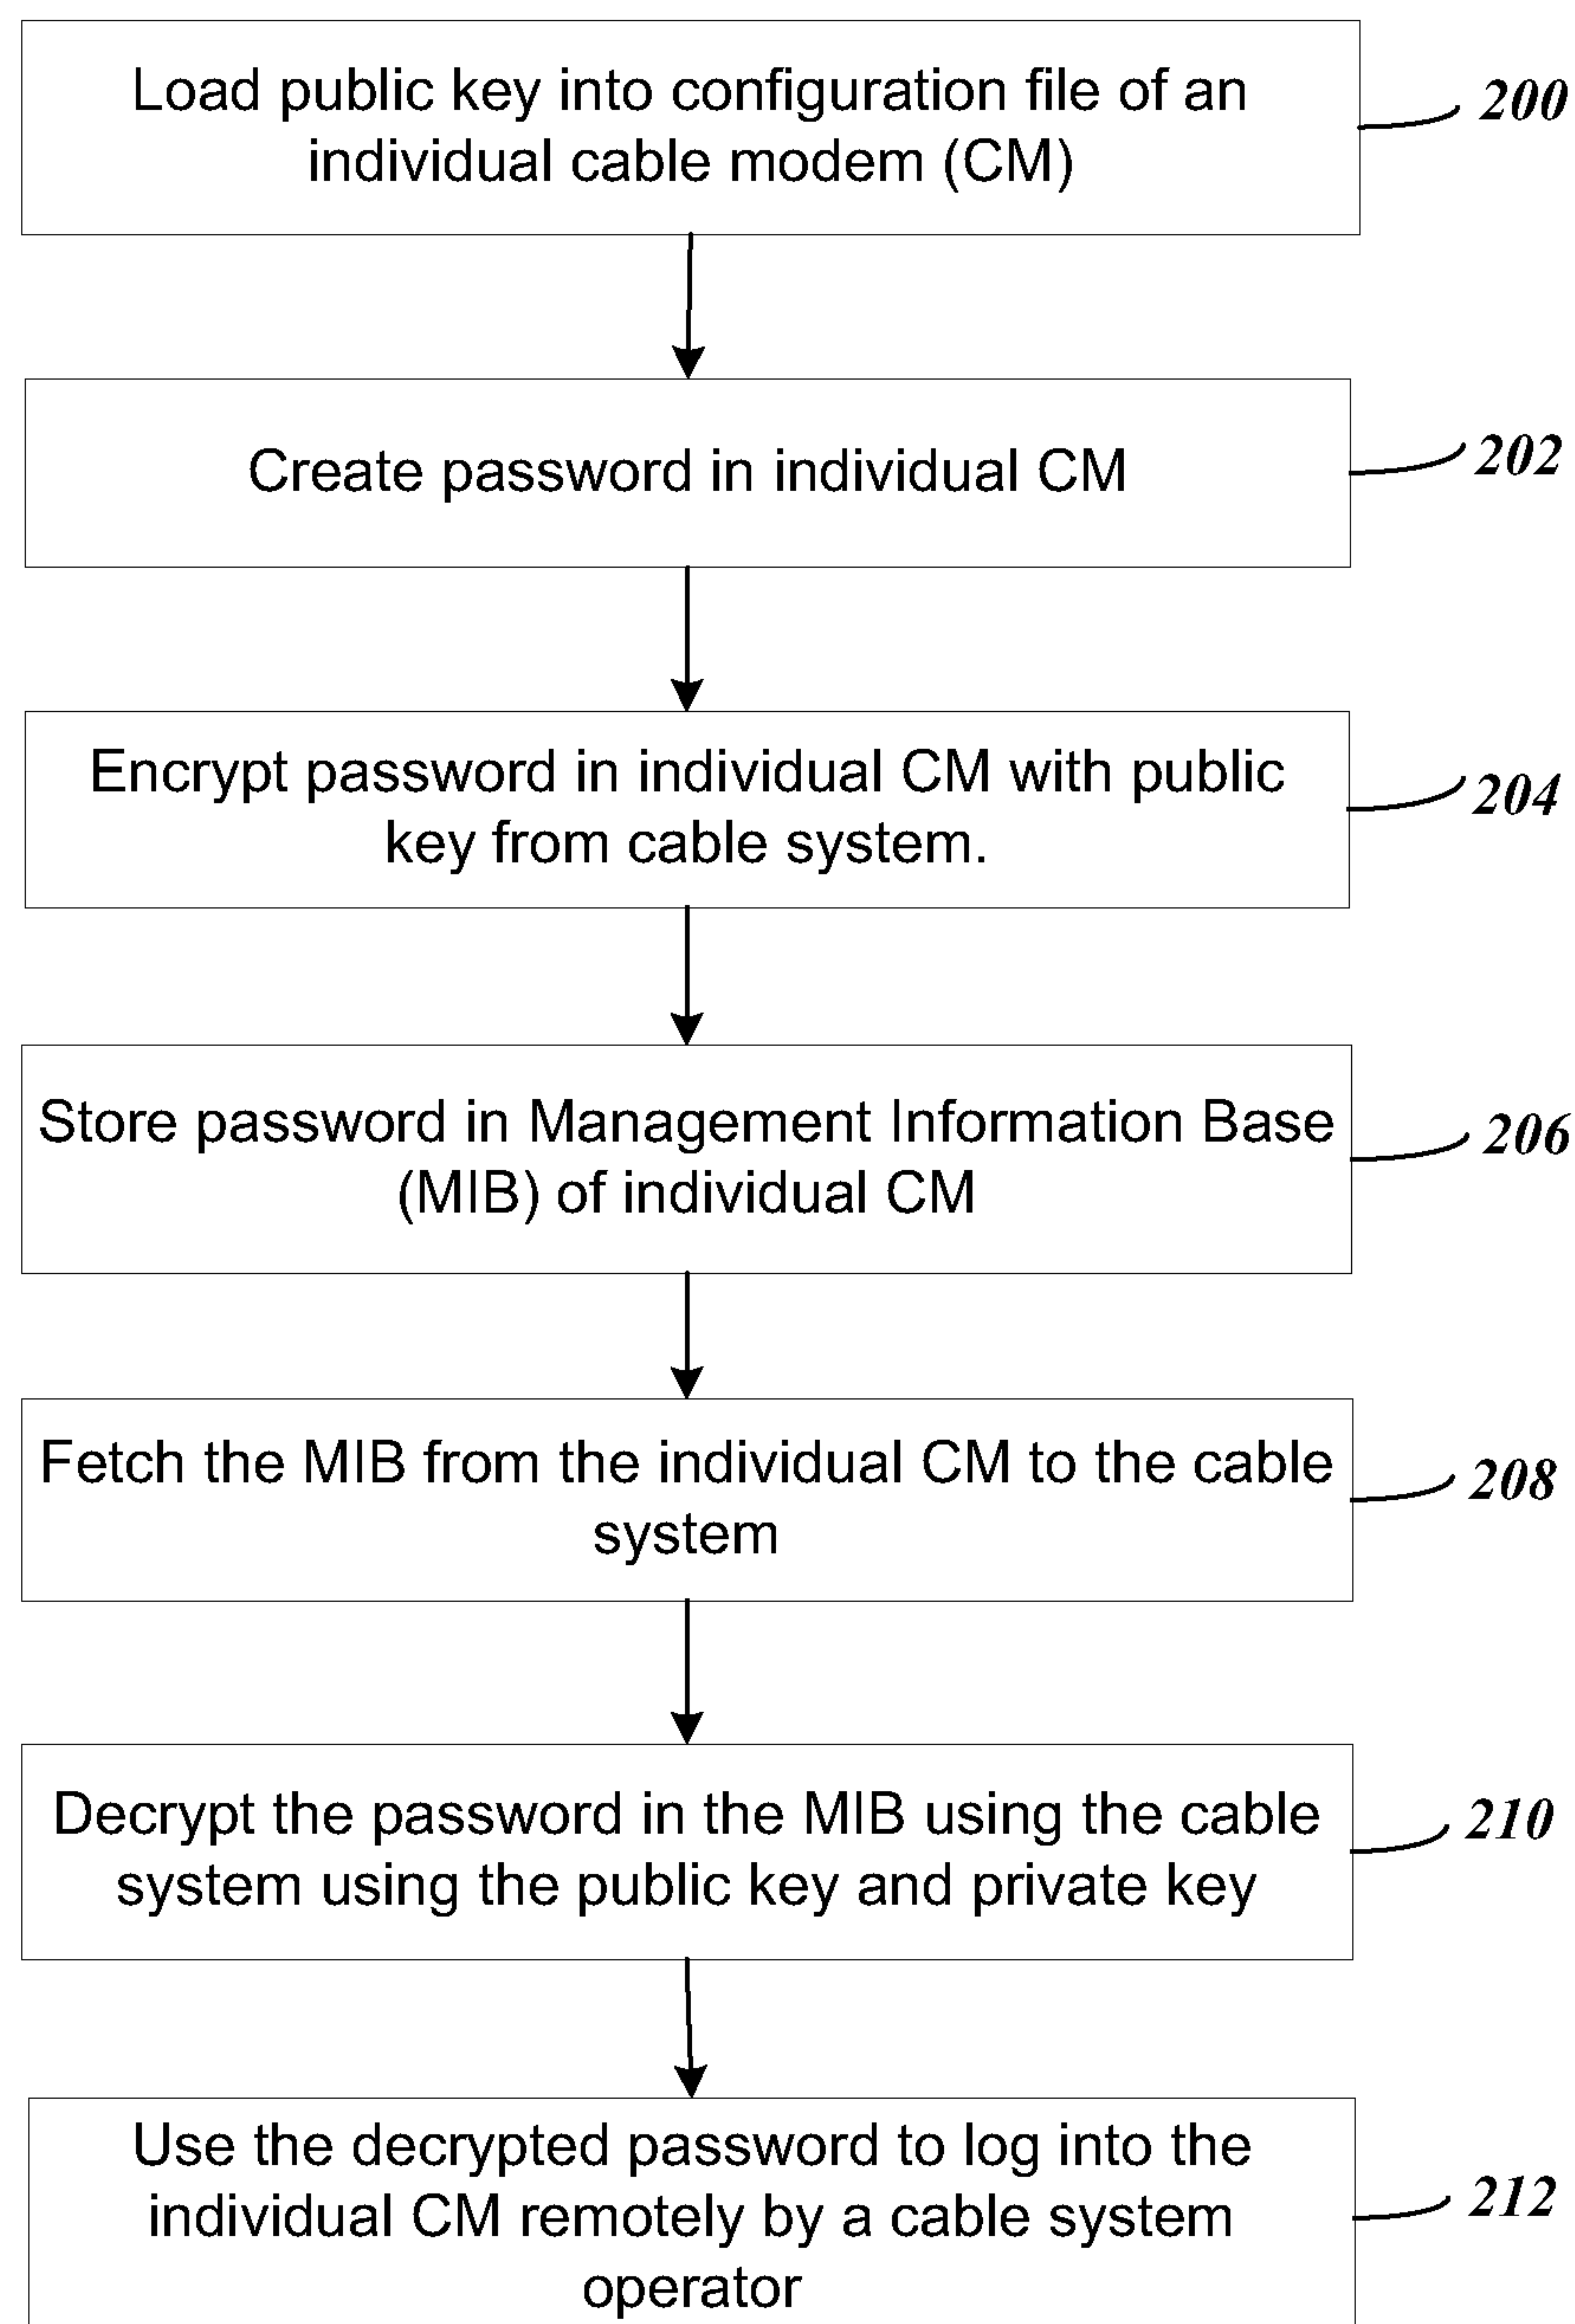 Load public key into configuration file of an
individual cable modem (CM)
200
Create password in individual CM
202
Encrypt password in individual CM with public
key from cable system.
204
Store password in Management Information Base
(MIB) of individual CM
206
Fetch the MIB from the individual CM to the cable
system
208
Decrypt the password in the MIB using the cable
system using the public key and private key
210
Use the decrypted password to log into the
individual CM remotely by a cable system
operator
212